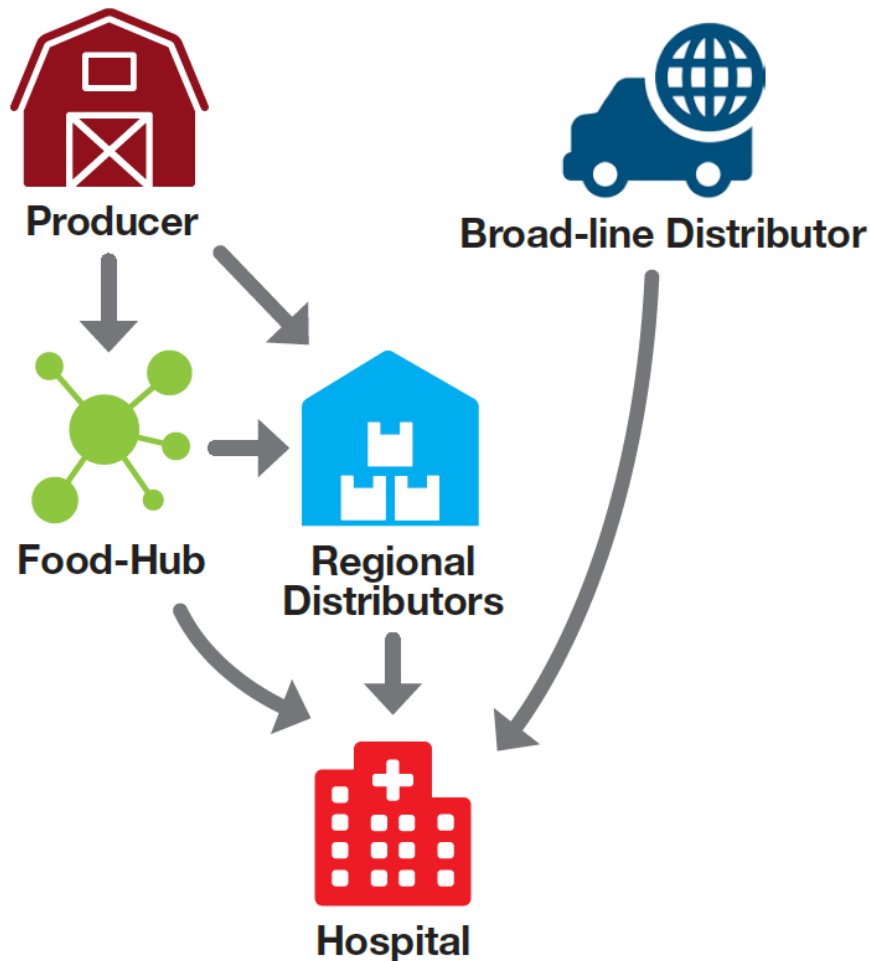 Producer
Broad-line Distributor
Food-Hub
Regional
Distributors
Hospital